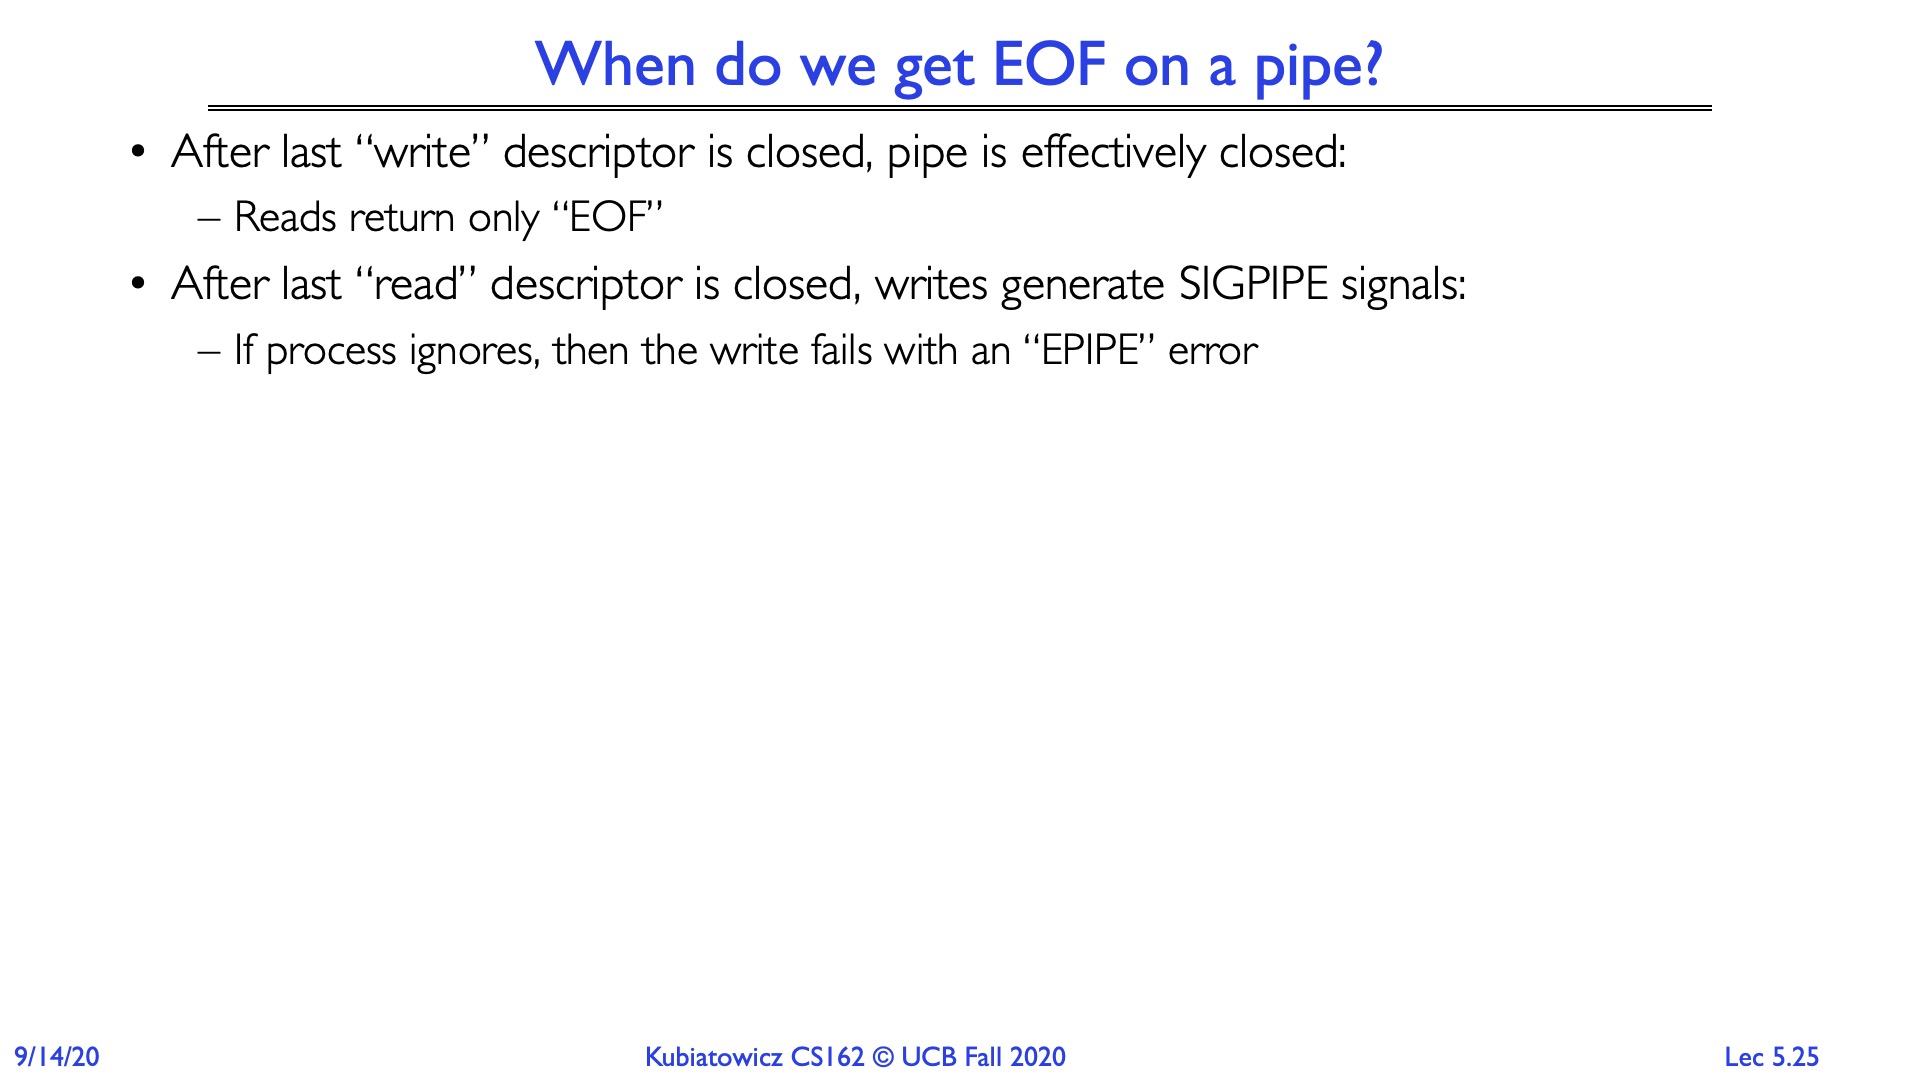 When do we get EOF on a pipe?
• After last “write” descriptor is closed, pipe is effectively closed:
– Reads return only “EOF”
• After last “read” descriptor is closed, writes generate SIGPIPE signals:
– If process ignores, then the write fails with an “EPIPE” error
9/14/20
Kubiatowicz CS162 © UCB Fall 2020
Lec 5.25